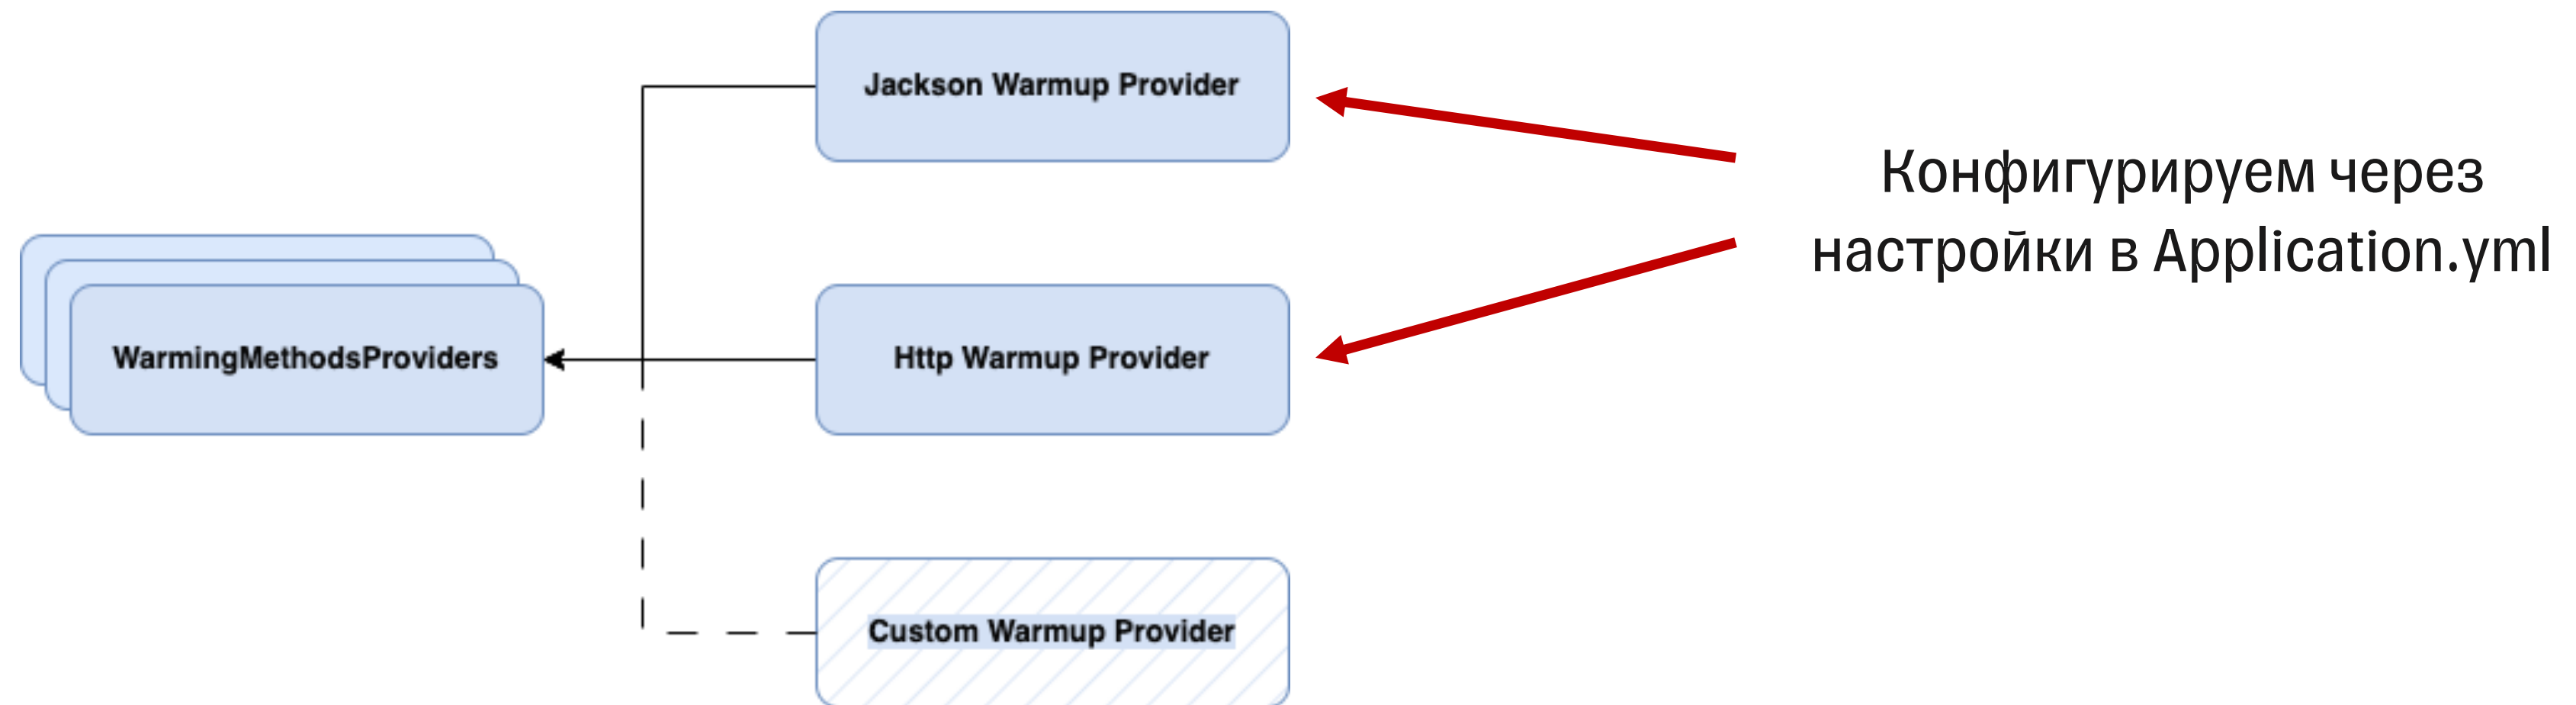 Jackson Warmup Provider
Конфигурируем через
настройки в Application.yml
WarmingMethodsProviders
Http Warmup Provider
Custom Warmup Provider